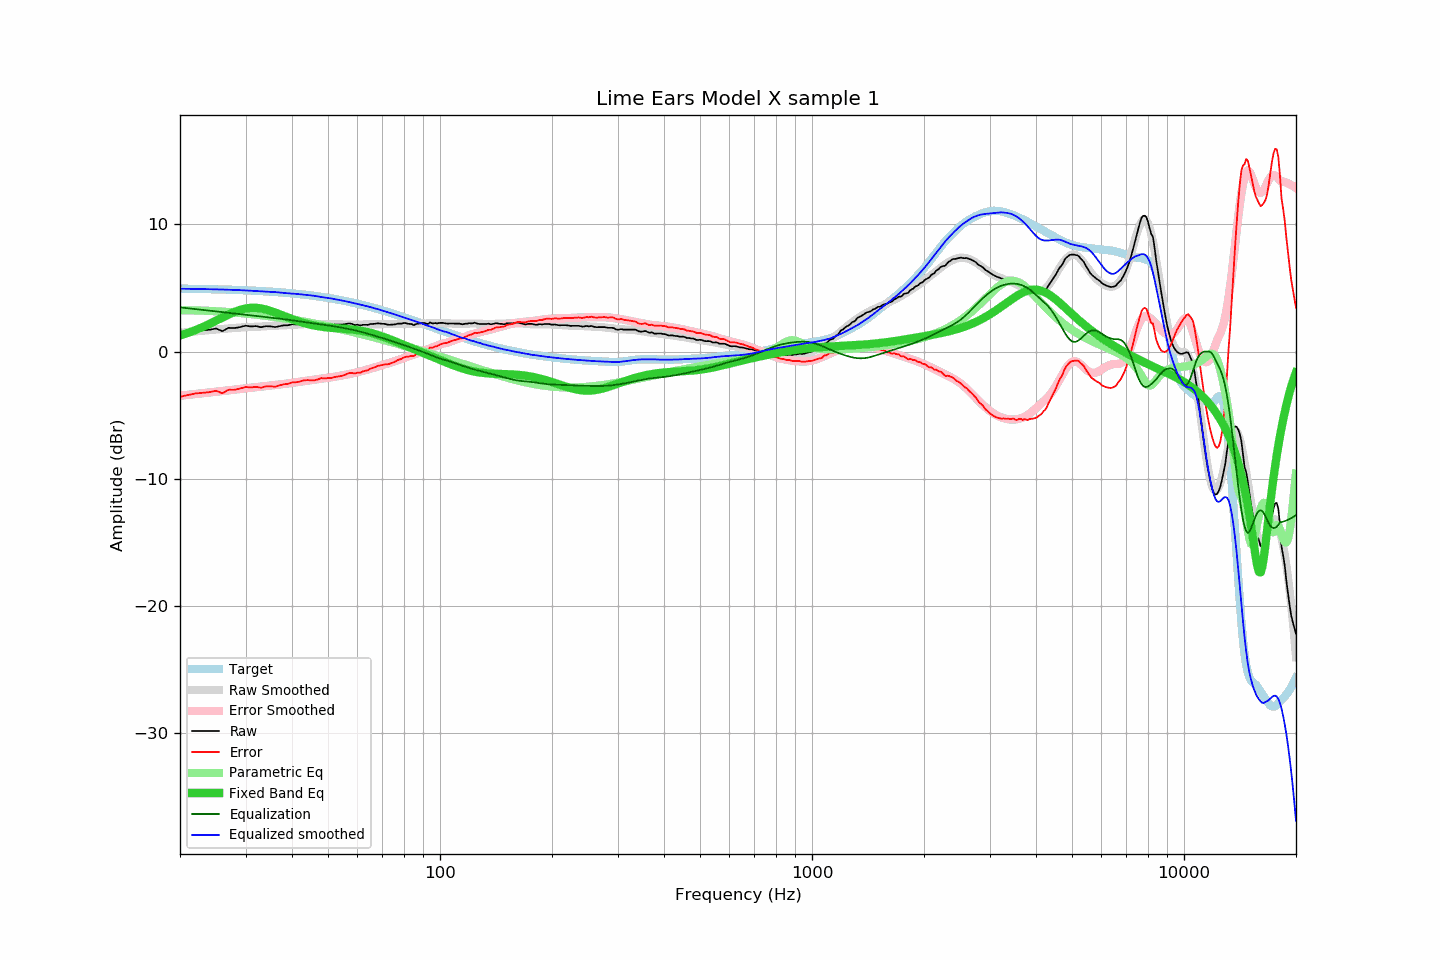 Lime Ears Model X sample 1
10
0
−10
−20
−30
Amplitude (dBr)
Target
Raw Smoothed
Error Smoothed
Raw
Error
Parametric Eq
Fixed Band Eq
Equalization
Equalized smoothed
100
1000
10000
Frequency (Hz)